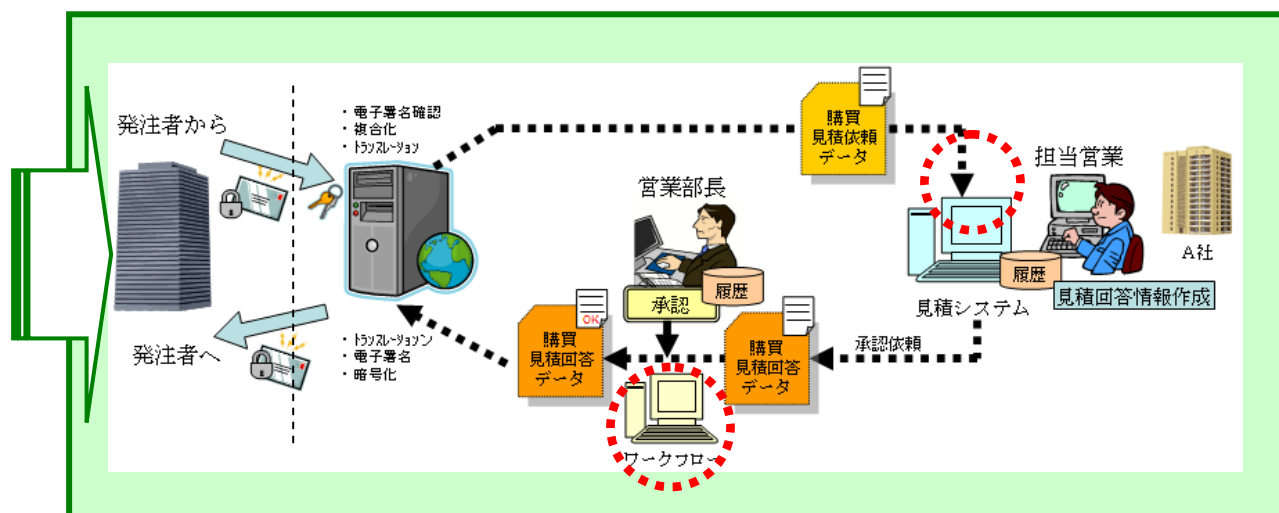 発注者から
・電子署名確認
・複合化
・トランスレーション
購買
見積依頼
データ
担当営業
A社
営業部長
承認
履歴
履歴
見積システム
見積回答情報作成
発注者へ
・トランスレーションン
・電子署名
・暗号化
OK
購買
見積回答
データ
購買
見積回答
データ
承認依頼
ワークフロー